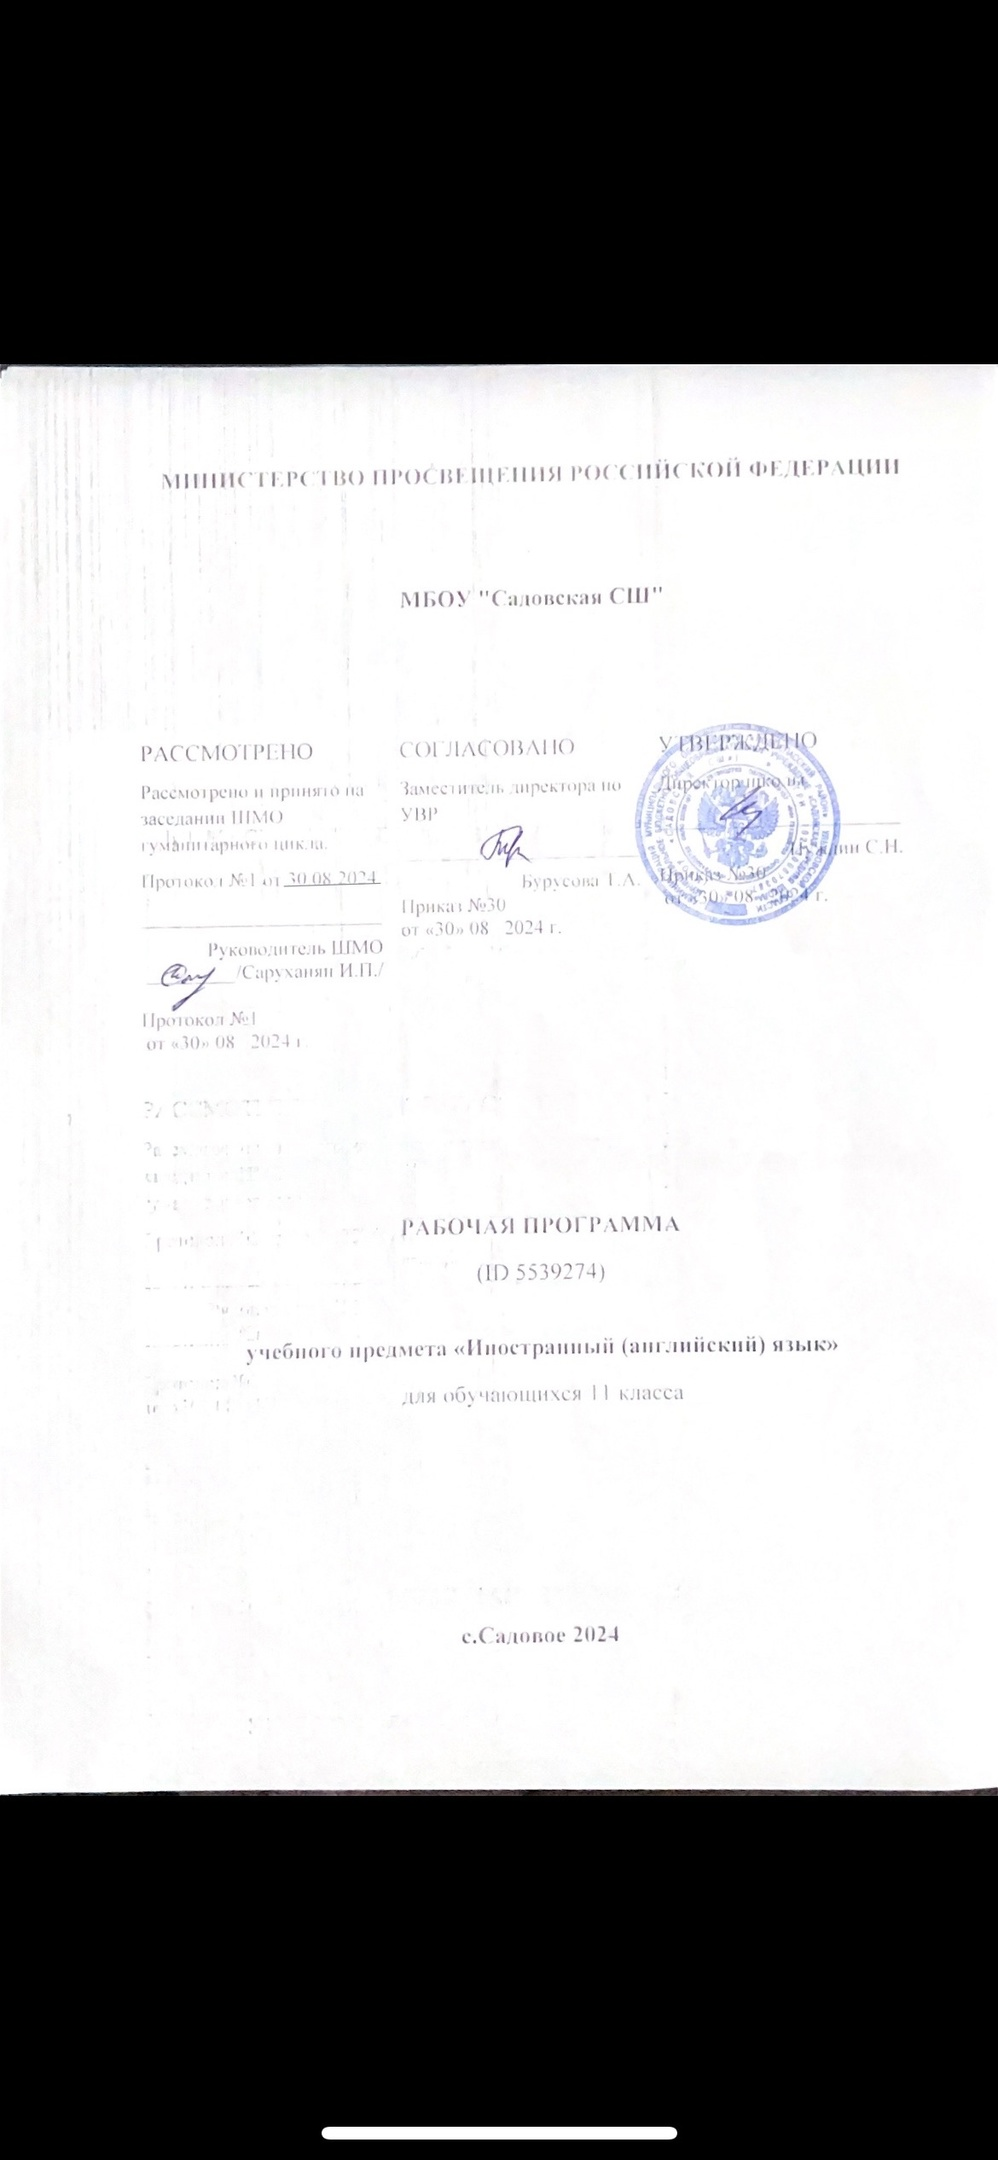 МИНИСТЕРСТВО ПРОСВЕЩЕНИЯ РОССИЙСКОЙ ФЕДЕРАЦИИ
МБОУ "Садовская СШ"
РАССМОТРЕНО
Рассмотрено и принято на
заседании ШМО
гуманитарного цикла.
Протокол №1 от 30.08.2024
Руководитель ШМО
/Саруханян И.П./
Протокол №1
от «30» 08 2024 г.
СОГЛАСОВАНО
Заместитель директора по
УВР
Бурусова Т.А.
Приказ №30
от «30» 08 2024 г.
УТВЕРЖДЕНО
Директор школы
С.Н.
Приказ №30
от «30» 08 2024 г.
РАБОЧАЯ ПРОГРАММА
(ID 5539274)
учебного предмета «Иностранный (английский) язык»
для обучающихся 11 класса
с.Садовое 2024